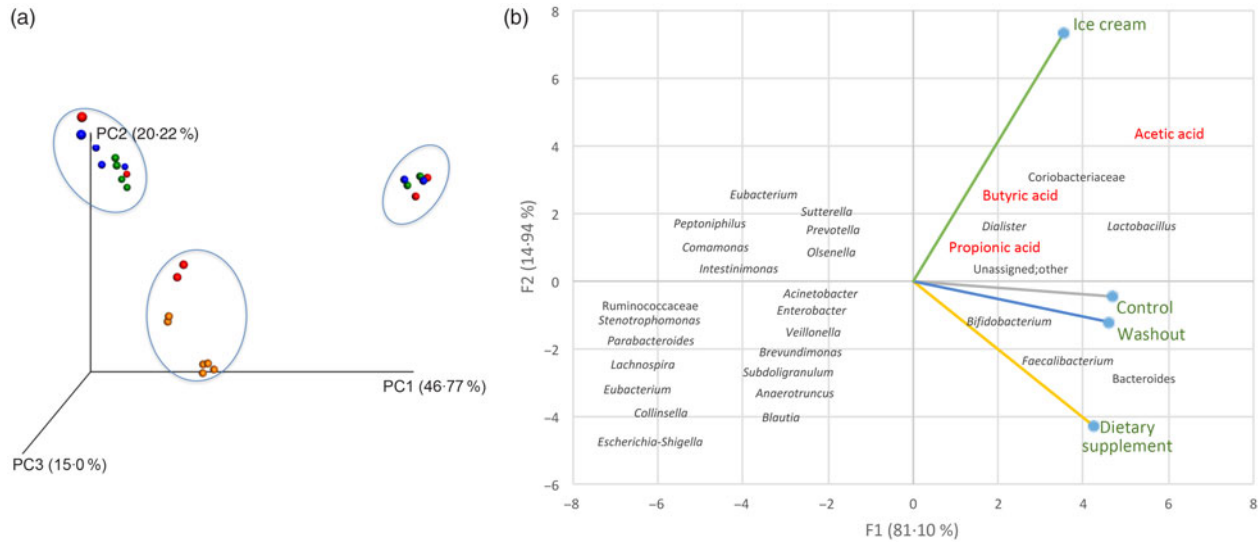 (a)
PC2 (20·22 %)
PC1 (46·77 %)
PC3 (15·0 %)
(b)
F2 (14·94 %)
8
6
4
2
0
–2
–4
–6
Ice cream
Acetic acid
Coriobacteriaceae
Butyric acid
Eubacterium
Sutterella
Peptoniphilus
Prevotella
Dialister
Lactobacillus
Comamonas
Olsenella
Propionic acid
Intestinimonas
Unassigned;other
Acinetobacter
Ruminococcaceae
Enterobacter
Control
Stenotrophomonas
Bifidobacterium
Veillonella
Washout
Parabacteroides
Brevundimonas
Lachnospira
Faecalibacterium
Subdoligranulum
Bacteroides
Eubacterium
Anaerotruncus
Collinsella
Blautia
Dietary
supplement
Escherichia-Shigella
–8
–6
–4
–2
0
2
4
6
8
F1 (81·10 %)